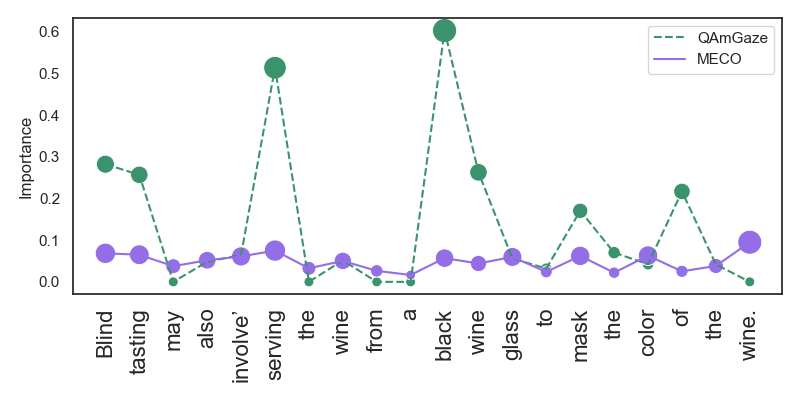 Importance
0.6
0.5
0.4
0.3
0.2
0.1
0.0
QAmGaze
MECO
Blind
tasting
may
also
involve’
serving
the
wine
from
a
black
wine
glass
to
mask
the
color
of
the
wine.